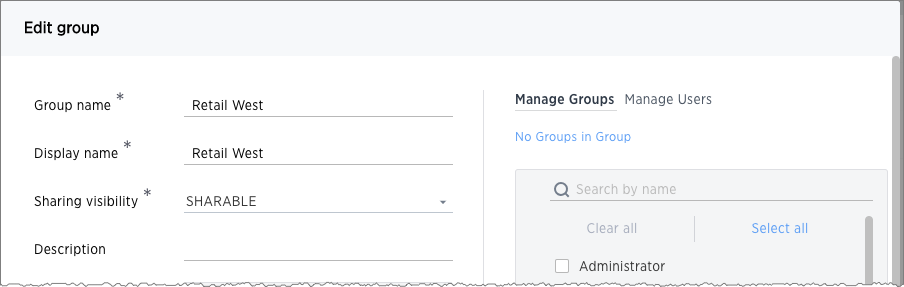 Edit group
Group name * Retail West
Display name * Retail West
Sharing visibility * SHARABLE
Description
Manage Groups Manage Users
No Groups in Group
Search by name
Clear all Select all
Administrator